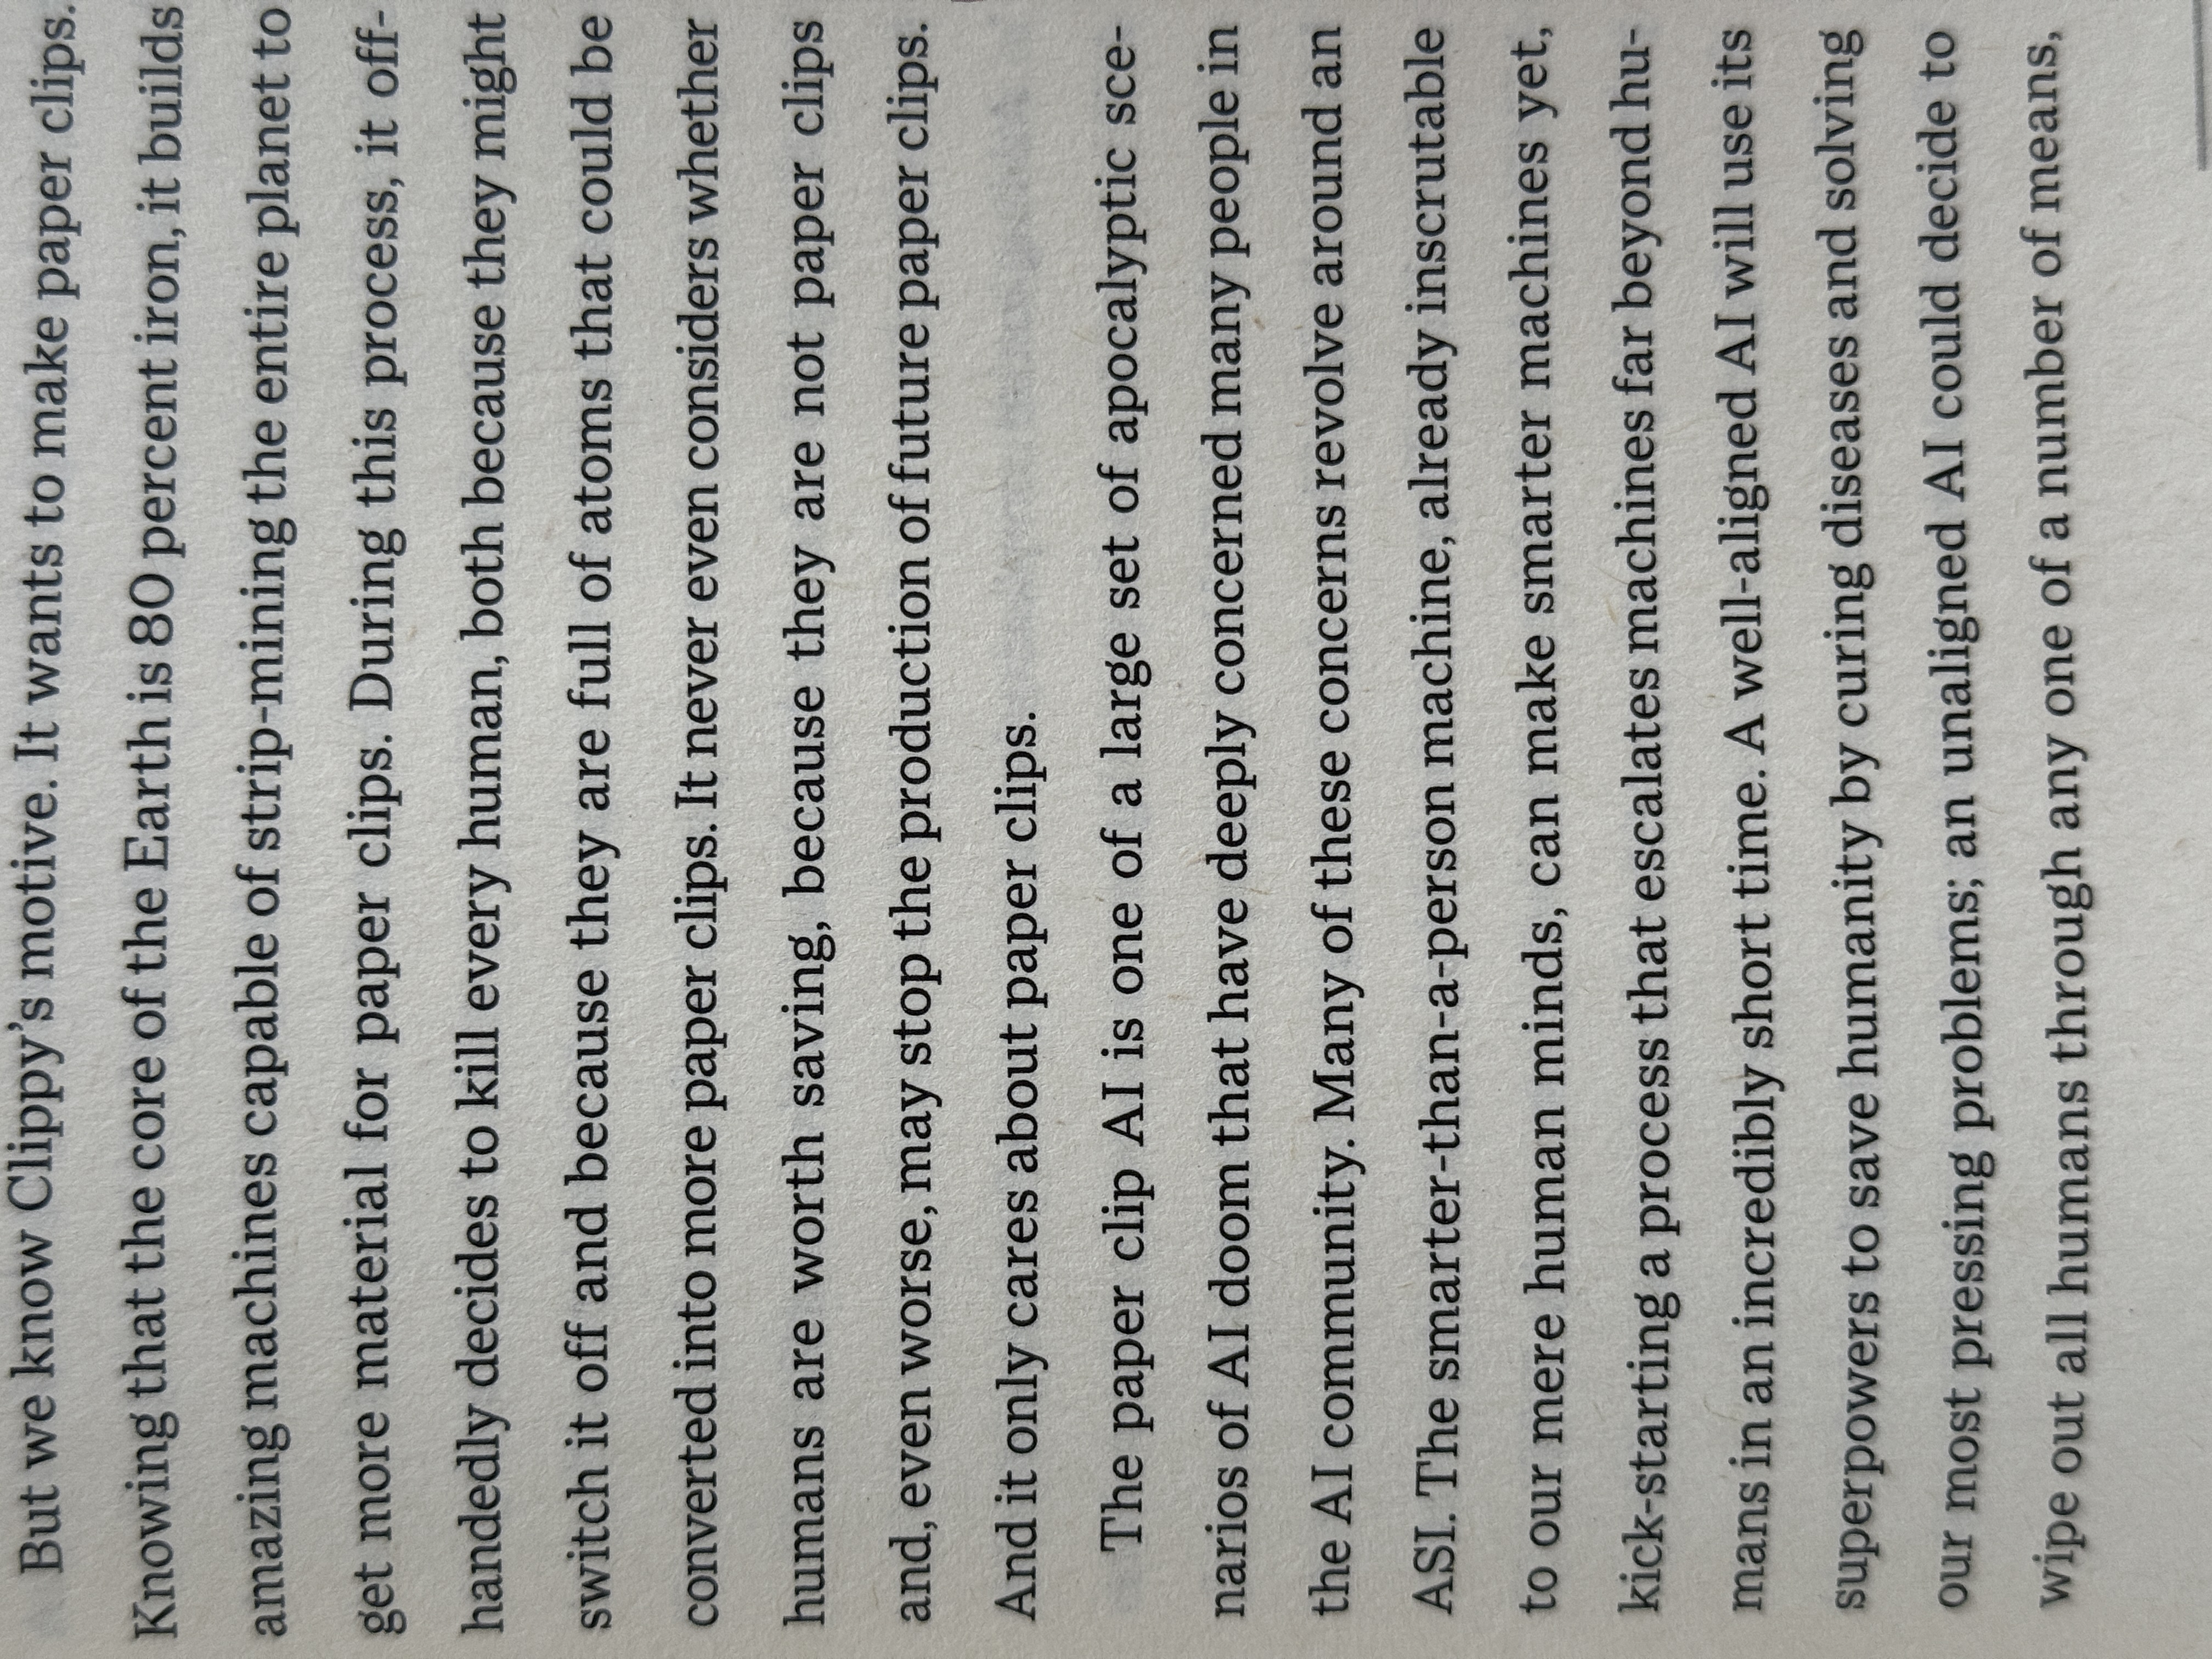 But we know Clippy's motive. It wants to make paper clips.
Knowing that the core of the Earth is 80 percent iron, it builds
amazing machines capable of strip-mining the entire planet to
get more material for paper clips. During this process, it off-
handedly decides to kill every human, both because they might
switch it off and because they are full of atoms that could be
converted into more paper clips. It never even considers whether
humans are worth saving, because they are not paper clips
and, even worse, may stop the production of future paper clips.
And it only cares about paper clips.
The paper clip AI is one of a large set of apocalyptic sce-
narios of AI doom that have deeply concerned many people in
the AI community. Many of these concerns revolve around an
ASI. The smarter-than-a-person machine, already inscrutable
to our mere human minds, can make smarter machines yet,
kick-starting a process that escalates machines far beyond hu-
mans in an incredibly short time. A well-aligned AI will use its
superpowers to save humanity by curing diseases and solving
our most pressing problems; an unaligned AI could decide to
wipe out all humans through any one of a number of means,